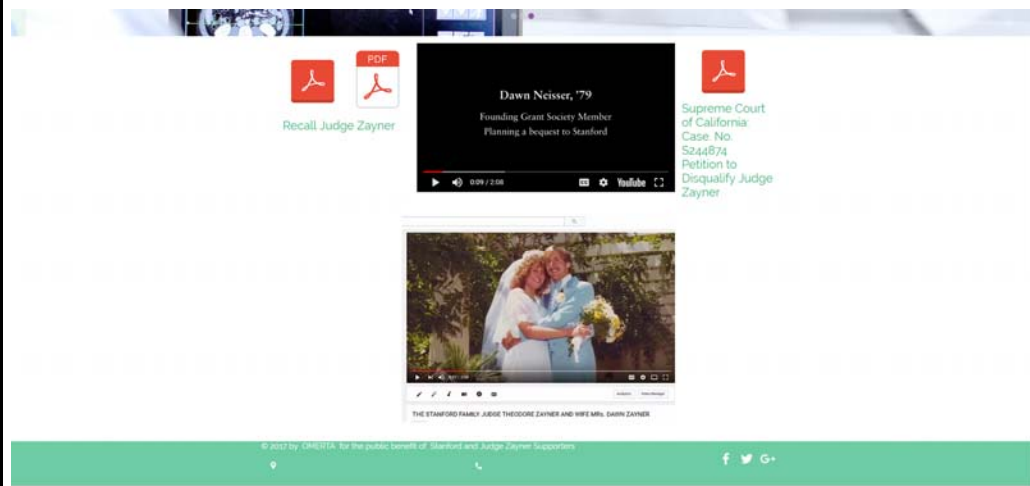 PDF
Recall Judge Zayner
Dawn Neisser, '79
Founding Grant Society Member
Planning a bequest to Stanford
0:09 / 2:08
YouTube
Supreme Court
of California:
Case. No.
S244874
Petition to
Disqualify Judge
Zayner
THE STANFORD FAMILY JUDGE THEODORE ZAYNER AND WIFE MRs. DAWN ZAYNER
© 2017 by OMERTA for the public benefit of Stanford and Judge Zayner Supporters